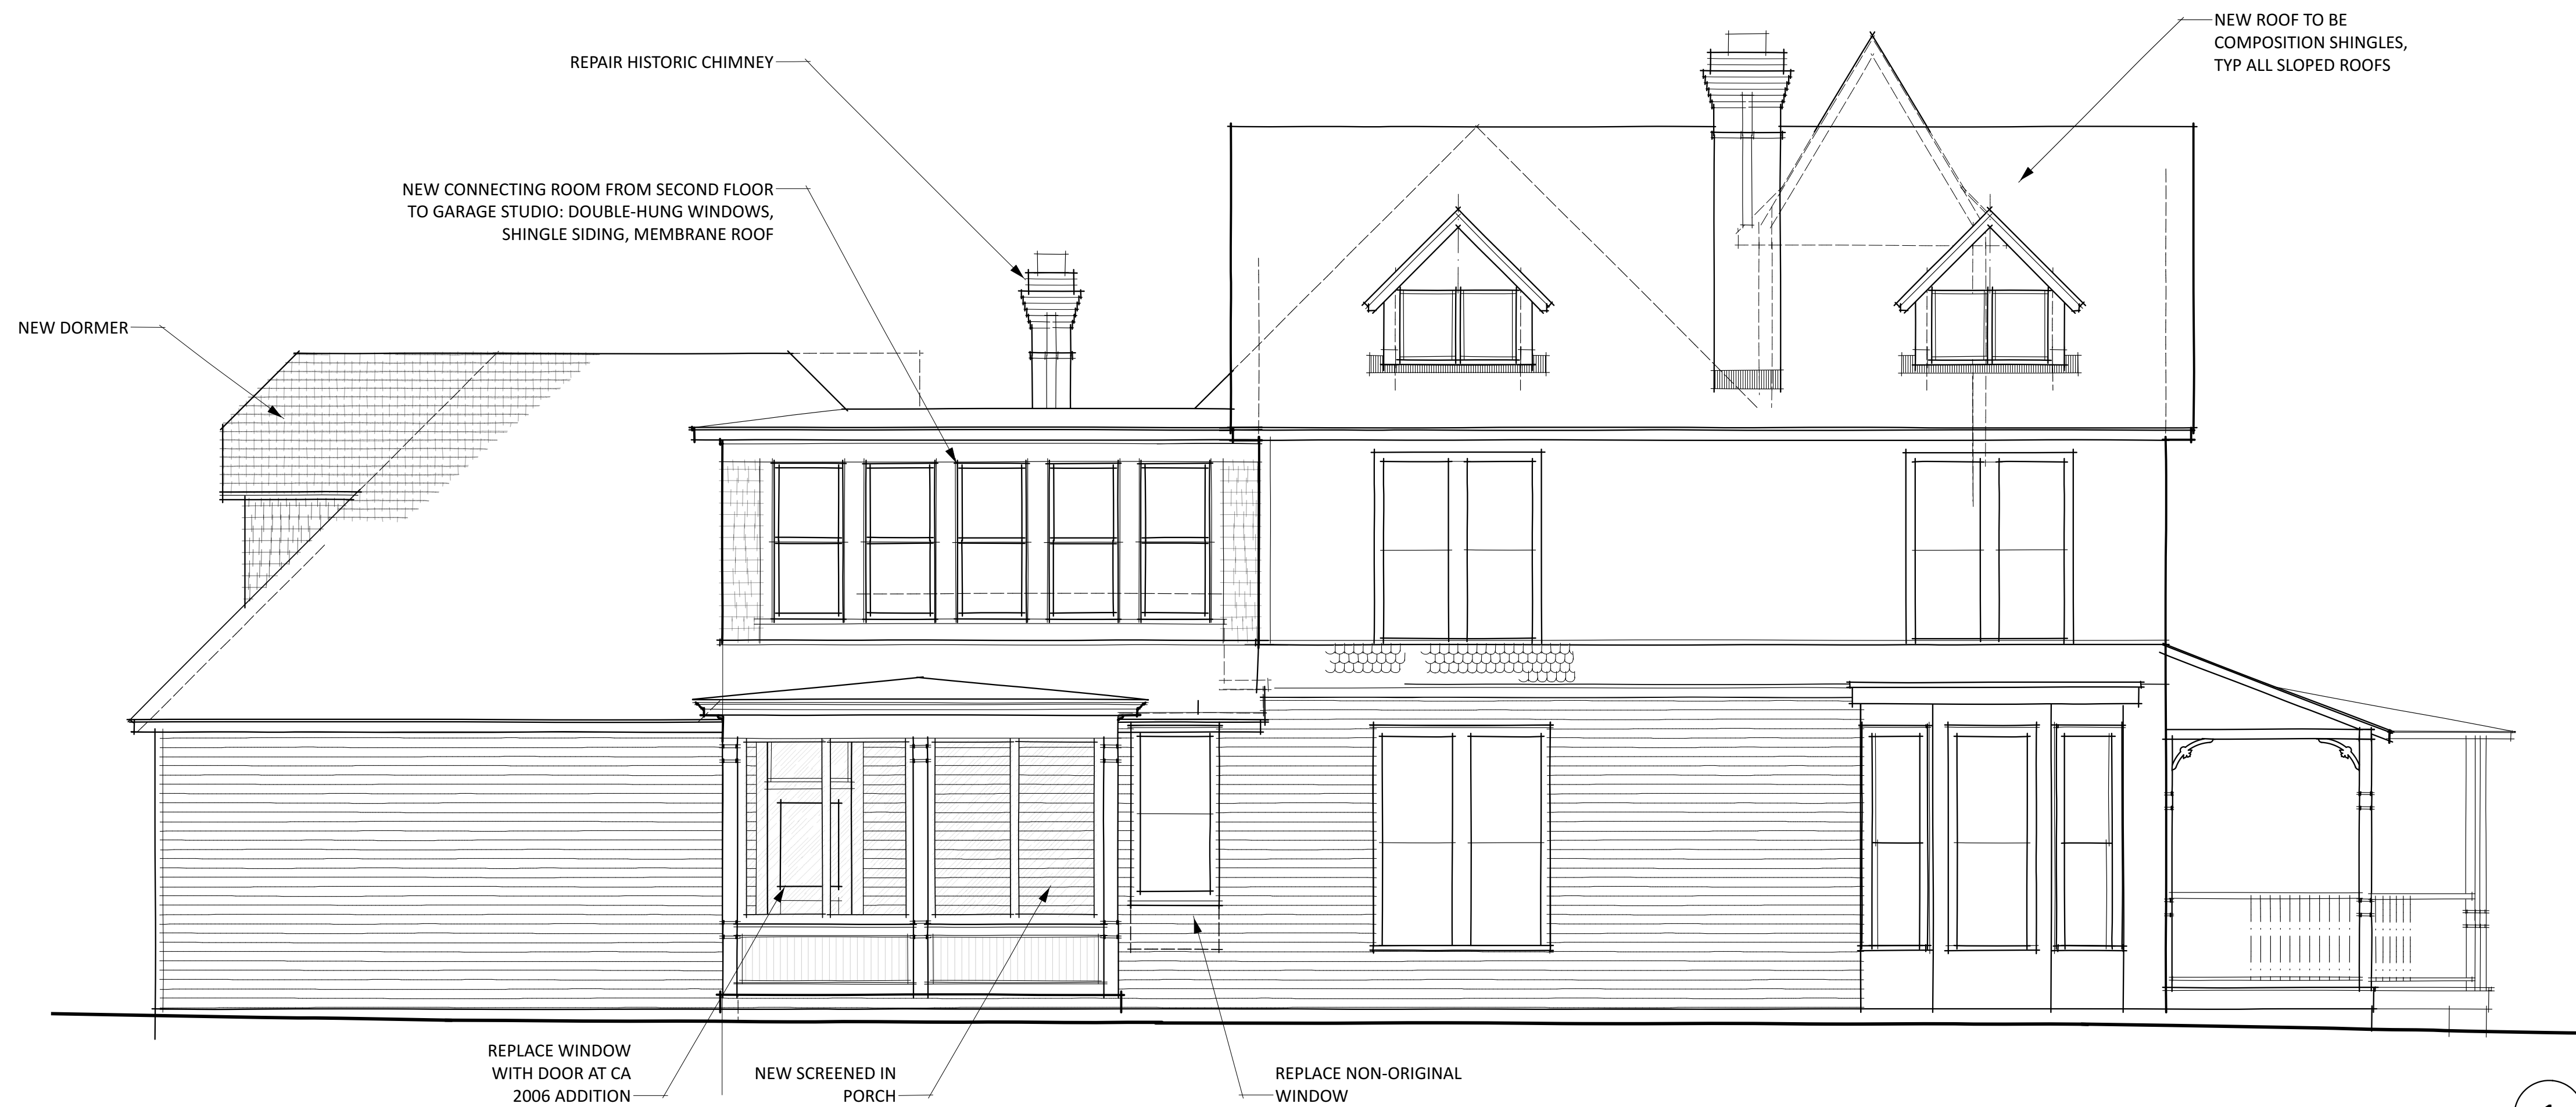 NEW ROOF TO BE
COMPOSITION SHINGLES,
TYP ALL SLOPED ROOFS
REPAIR HISTORIC CHIMNEY
NEW CONNECTING ROOM FROM SECOND FLOOR
TO GARAGE STUDIO: DOUBLE-HUNG WINDOWS,
SHINGLE SIDING, MEMBRANE ROOF
NEW DORMER
REPLACE WINDOW
WITH DOOR AT CA
2006 ADDITION
NEW SCREENED IN
PORCH
REPLACE NON-ORIGINAL
WINDOW